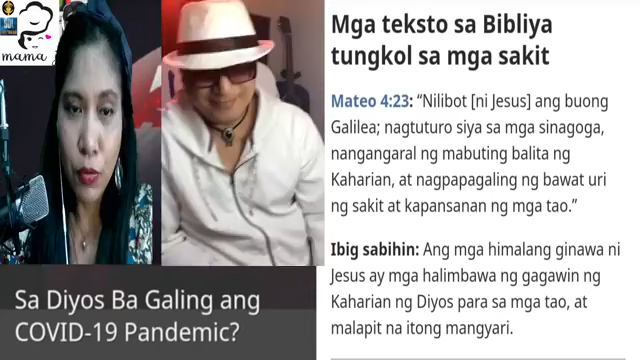 SDI
mama
Sa Diyos Ba Galing ang
COVID-19 Pandemic?
Mga teksto sa Bibliya
tungkol sa mga sakit
Mateo 4:23: “Nilibot [ni Jesus] ang buong
Galilea; nagtuturo siya sa mga sinagoga,
nangangaral ng mabuting balita ng
Kaharian, at nagpapagaling ng bawat uri
ng sakit at kapansanan ng mga tao.”
Ibig sabihin: Ang mga himalang ginawa ni
Jesus ay mga halimbawa ng gagawin ng
Kaharian ng Diyos para sa mga tao, at
malapit na itong mangyari.